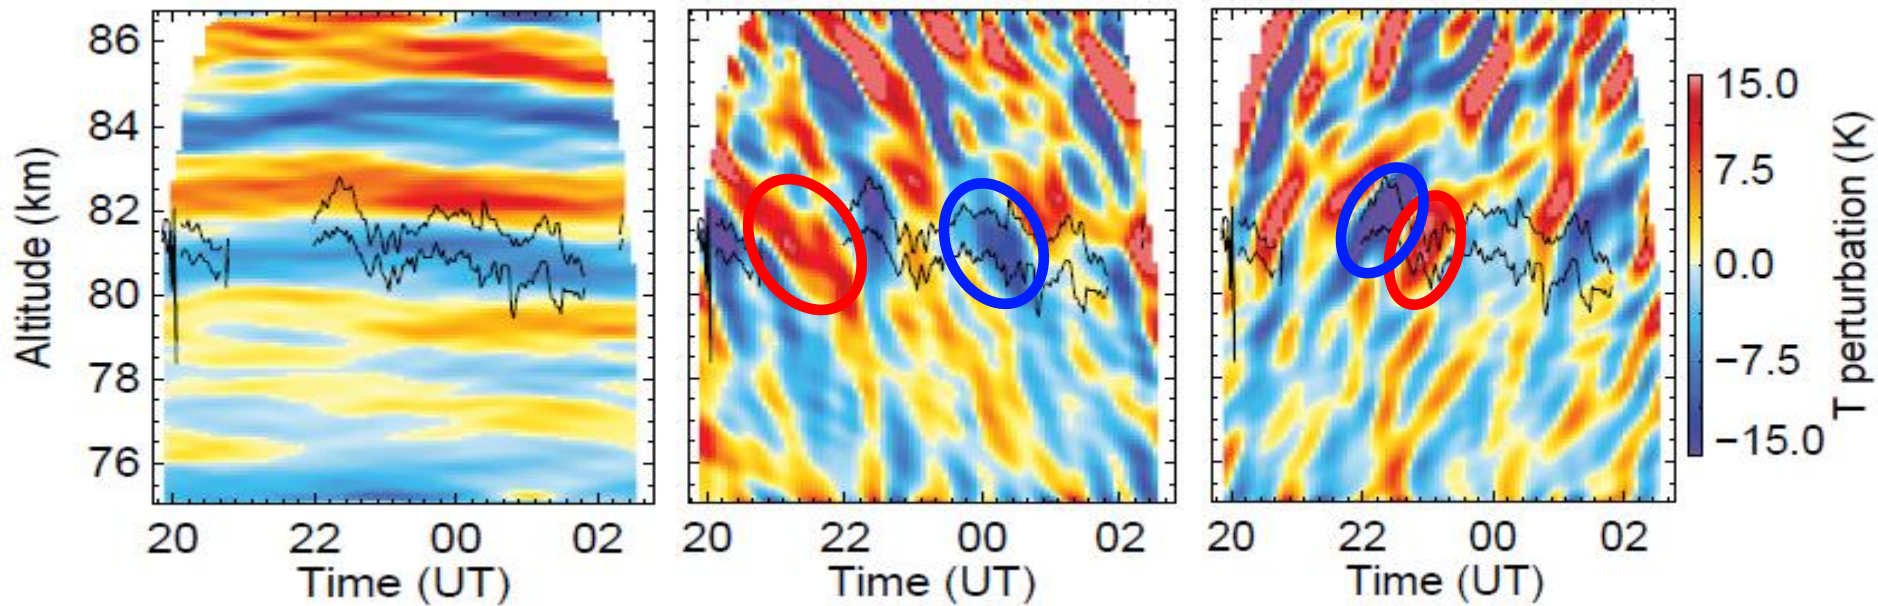 86
84
82
80
78
76
Altitude (km)
20 22 00 02
Time (UT)
20 22 00 02
Time (UT)
20 22 00 02
Time (UT)
15.0
7.5
0.0
−7.5
−15.0
T perturbation (K)